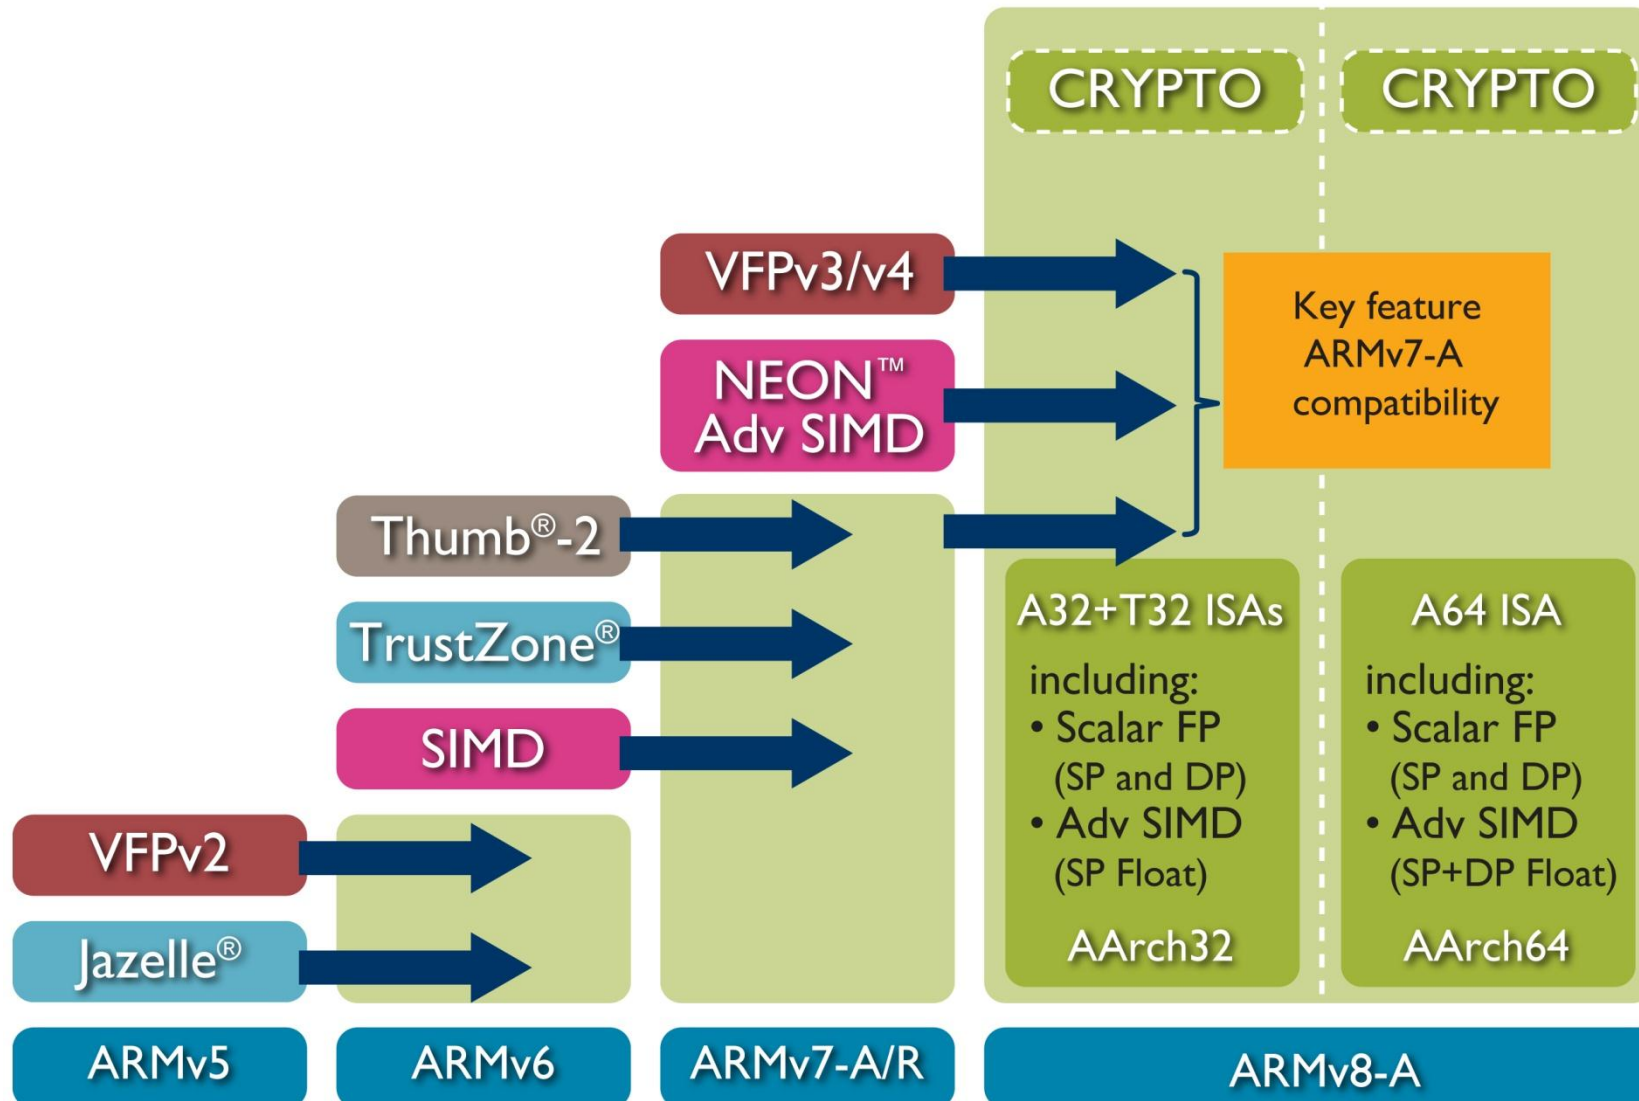 CRYPTO
CRYPTO
VFPv3/v4
NEON™
Adv SIMD
Key feature
ARMv7-A
compatibility
Thumb®-2
TrustZone®
SIMD
A32+T32 ISAs
including:
• Scalar FP
(SP and DP)
• Adv SIMD
(SP Float)
AArch32
A64 ISA
including:
• Scalar FP
(SP and DP)
• Adv SIMD
(SP+DP Float)
AArch64
VFPv2
Jazelle®
ARMv5
ARMv6
ARMv7-A/R
ARMv8-A